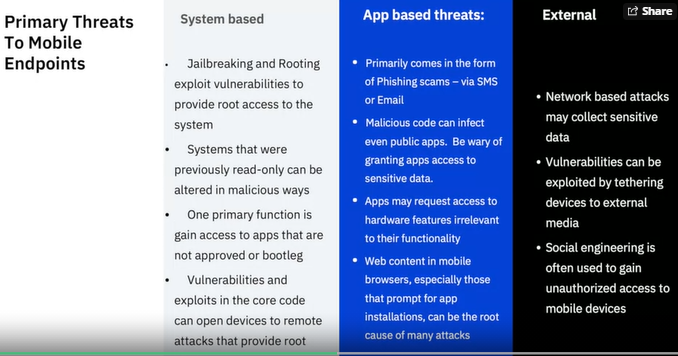 Primary Threats
To Mobile
Endpoints
System based
• Jailbreaking and Rooting
exploit vulnerabilities to
provide root access to the
system
• Systems that were
previously read-only can be
altered in malicious ways
• One primary function is
gain access to apps that are
not approved or bootleg
• Vulnerabilities and
exploits in the core code
can open devices to remote
attacks that provide root
App based threats:
• Primarily comes in the form
of Phishing scams – via SMS
or Email
• Malicious code can infect
even public apps. Be wary of
granting apps access to
sensitive data.
• Apps may request access to
hardware features irrelevant
to their functionality
• Web content in mobile
browsers, especially those
that prompt for app
installations, can be the root
cause of many attacks
External
Share
• Network based attacks
may collect sensitive
data
• Vulnerabilities can be
exploited by tethering
devices to external
media
• Social engineering is
often used to gain
unauthorized access to
mobile devices